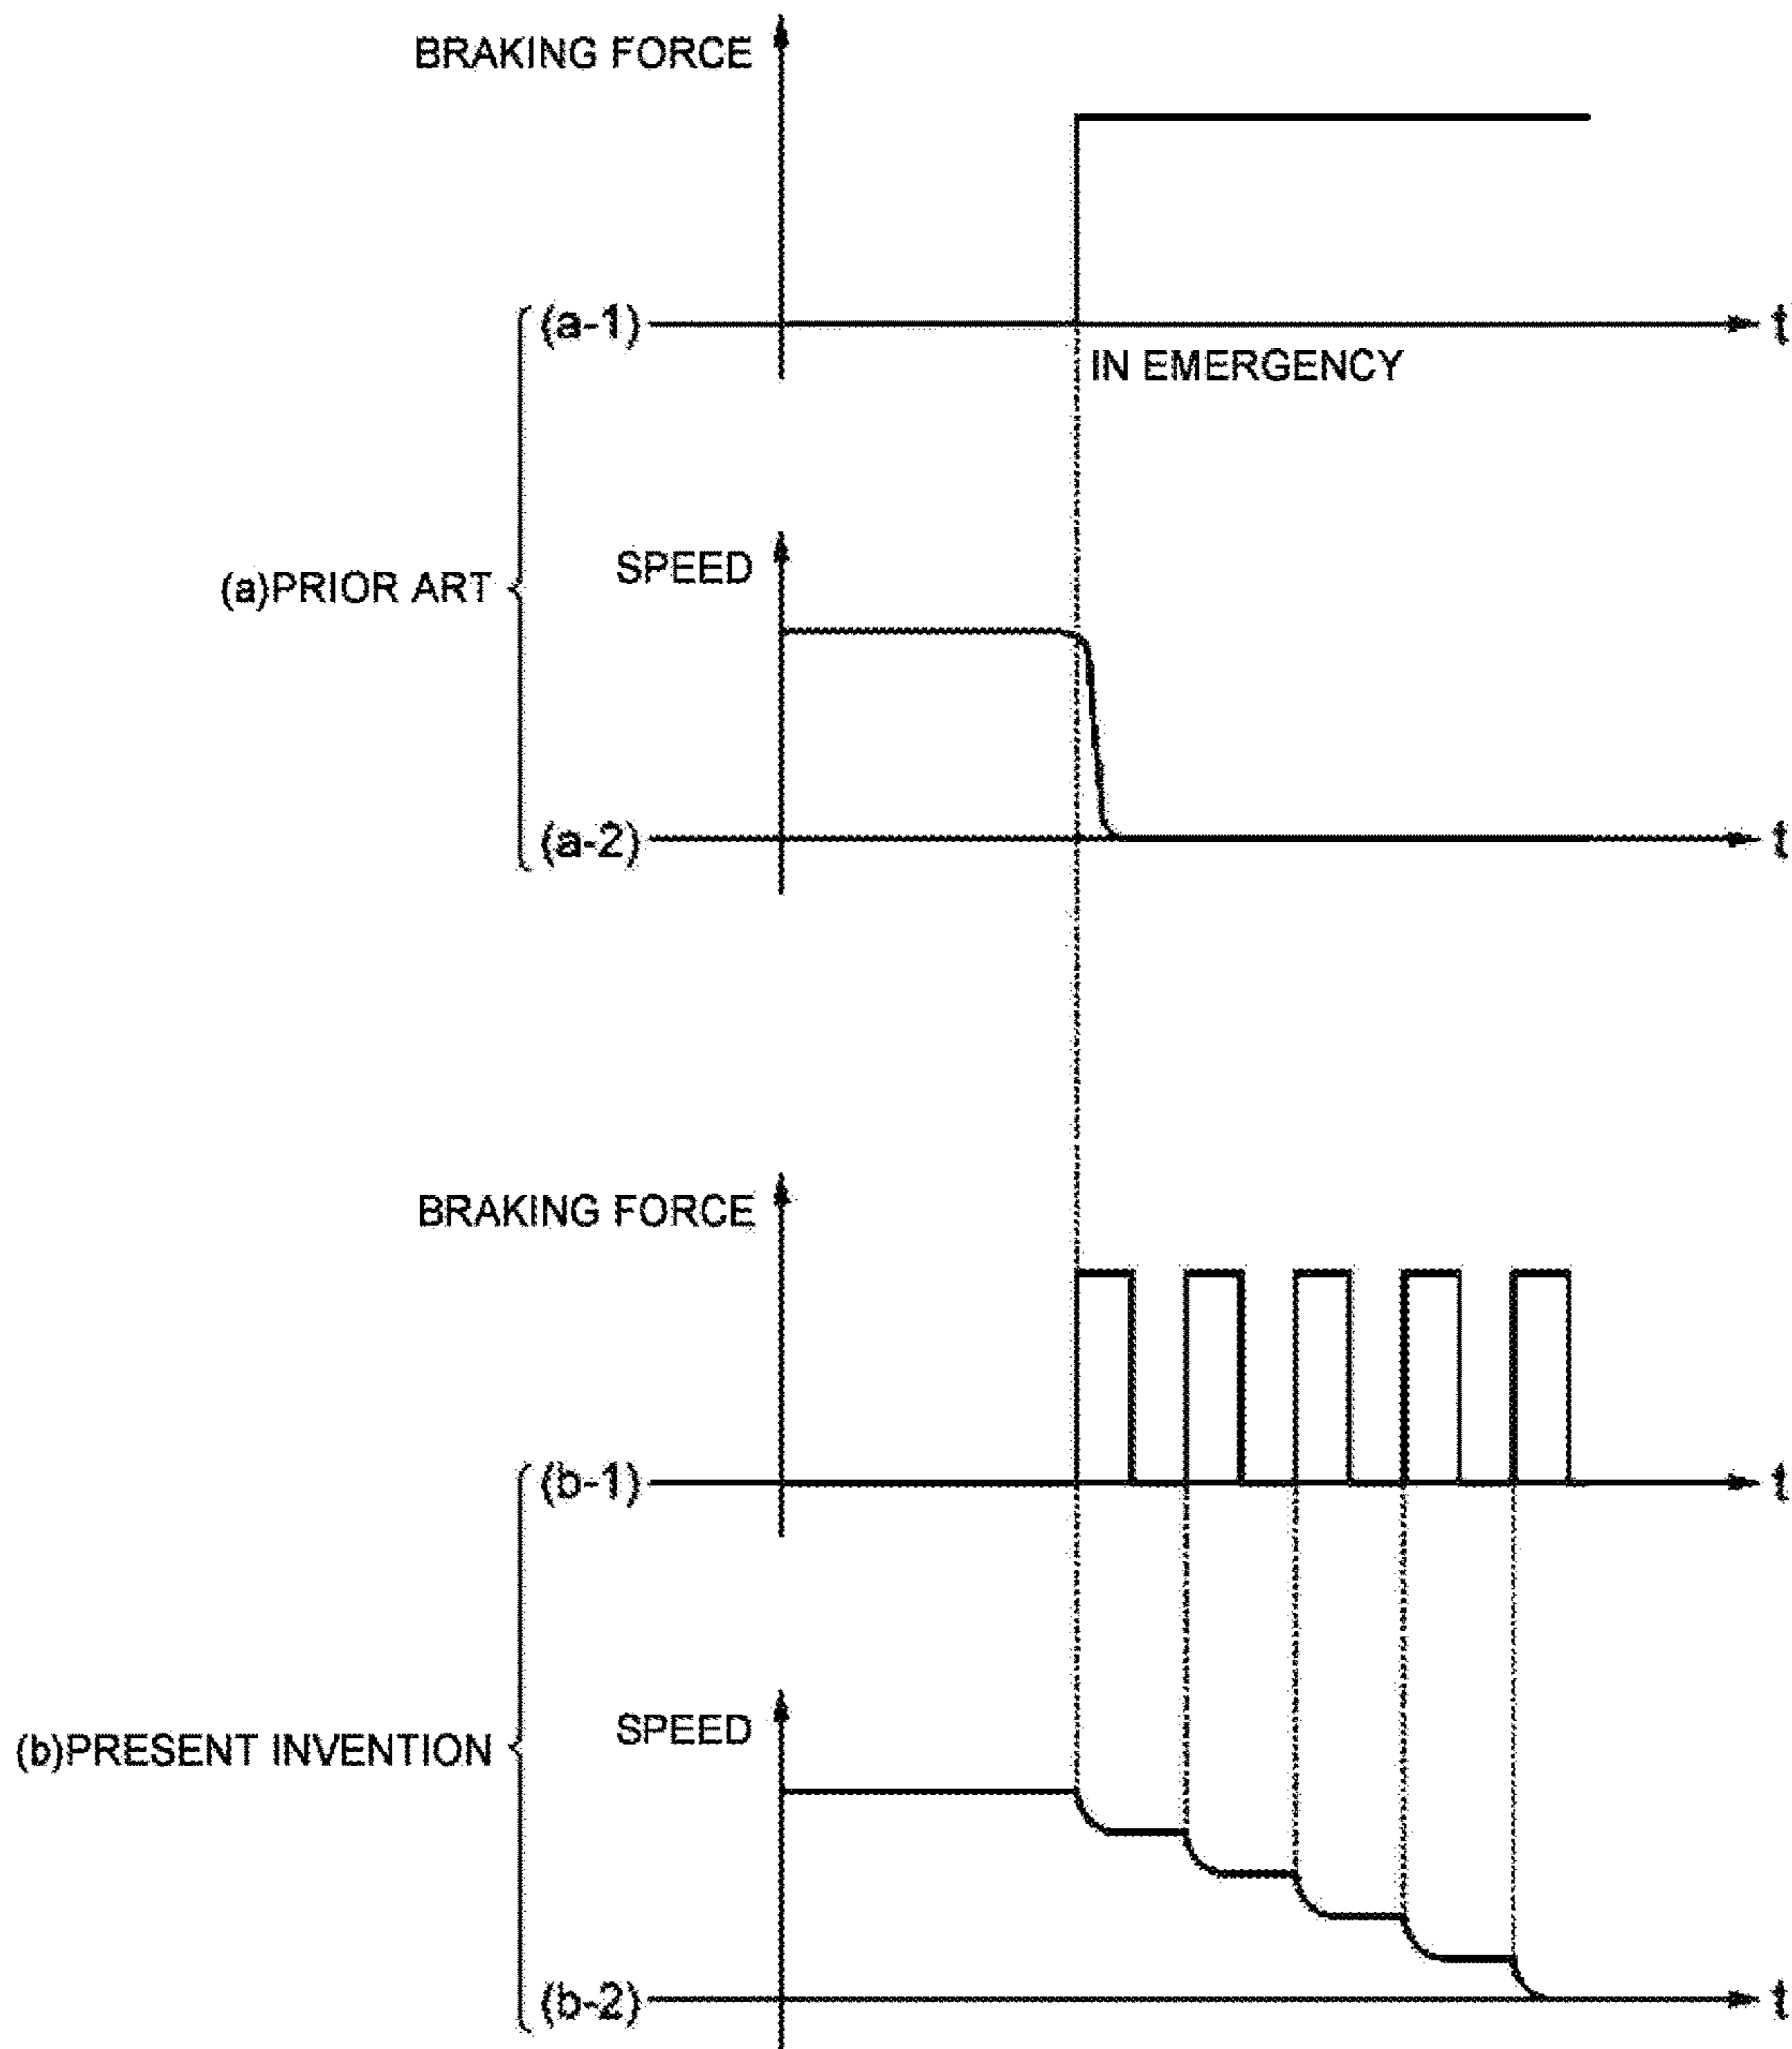 BRAKING FORCE
(a-1)
t
IN EMERGENCY
SPEED
(a)PRIOR ART
(a-2)
t
BRAKING FORCE
(b-1)
t
SPEED
(b)PRESENT INVENTION
(b-2)
t